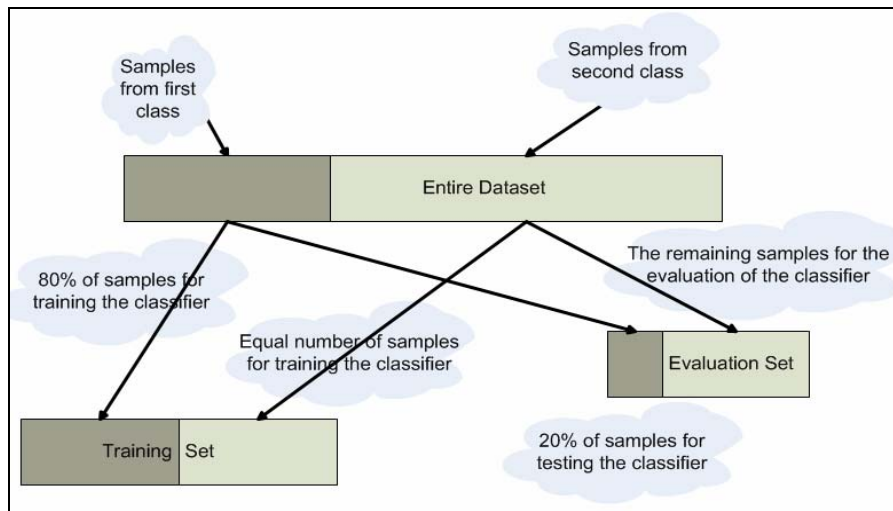 Samples
from first
class
Samples from
second class
Entire Dataset
80% of samples for
training the classifier
The remaining samples for the
evaluation of the classifier
Equal number of samples
for training the classifier
Evaluation Set
Training Set
20% of samples for
testing the classifier